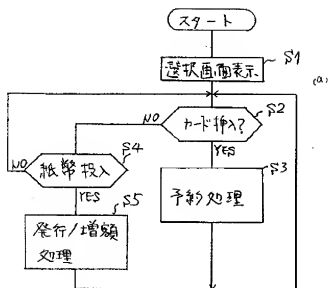 スタート
選択画面表示
S1
(a)
カード挿入?
S2
NO
YES
紙幣投入
S4
NO
YES
予約処理
S3
発行/増額
処理
S5